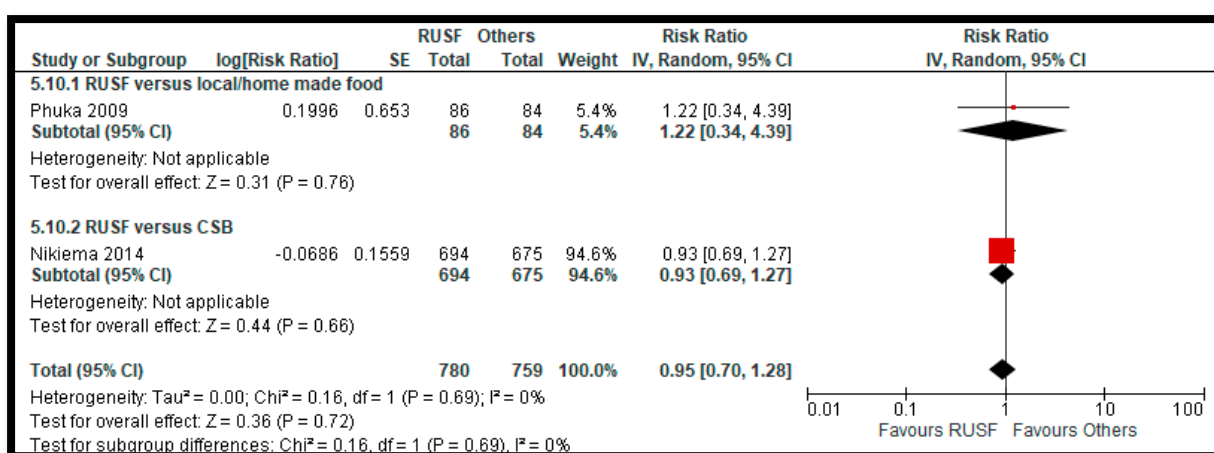 RUSF Others Risk Ratio Risk Ratio
Study or Subgroup log[Risk Ratio] SE Total Total Weight IV, Random, 95% CI IV, Random, 95% CI
5.10.1 RUSF versus local/home made food
Phuka 2009 0.1996 0.653 86 84 5.4% 1.22 [0.34, 4.39]
Subtotal (95% CI) 86 84 5.4% 1.22 [0.34, 4.39]
Heterogeneity: Not applicable
Test for overall effect: Z = 0.31 (P = 0.76)
5.10.2 RUSF versus CSB
Nikiema 2014 -0.0686 0.1559 694 675 94.6% 0.93 [0.69, 1.27]
Subtotal (95% CI) 694 675 94.6% 0.93 [0.69, 1.27]
Heterogeneity: Not applicable
Test for overall effect: Z = 0.44 (P = 0.66)
Total (95% CI) 780 759 100.0% 0.95 [0.70, 1.28]
Heterogeneity: Tau² = 0.00; Chi² = 0.16, df = 1 (P = 0.69); I² = 0%
0.01 0.1 1 10 100
Test for overall effect: Z = 0.36 (P = 0.72)
Favours RUSF Favours Others
Test for subgroup differences: Chi² = 0.16, df = 1 (P = 0.69), I² = 0%